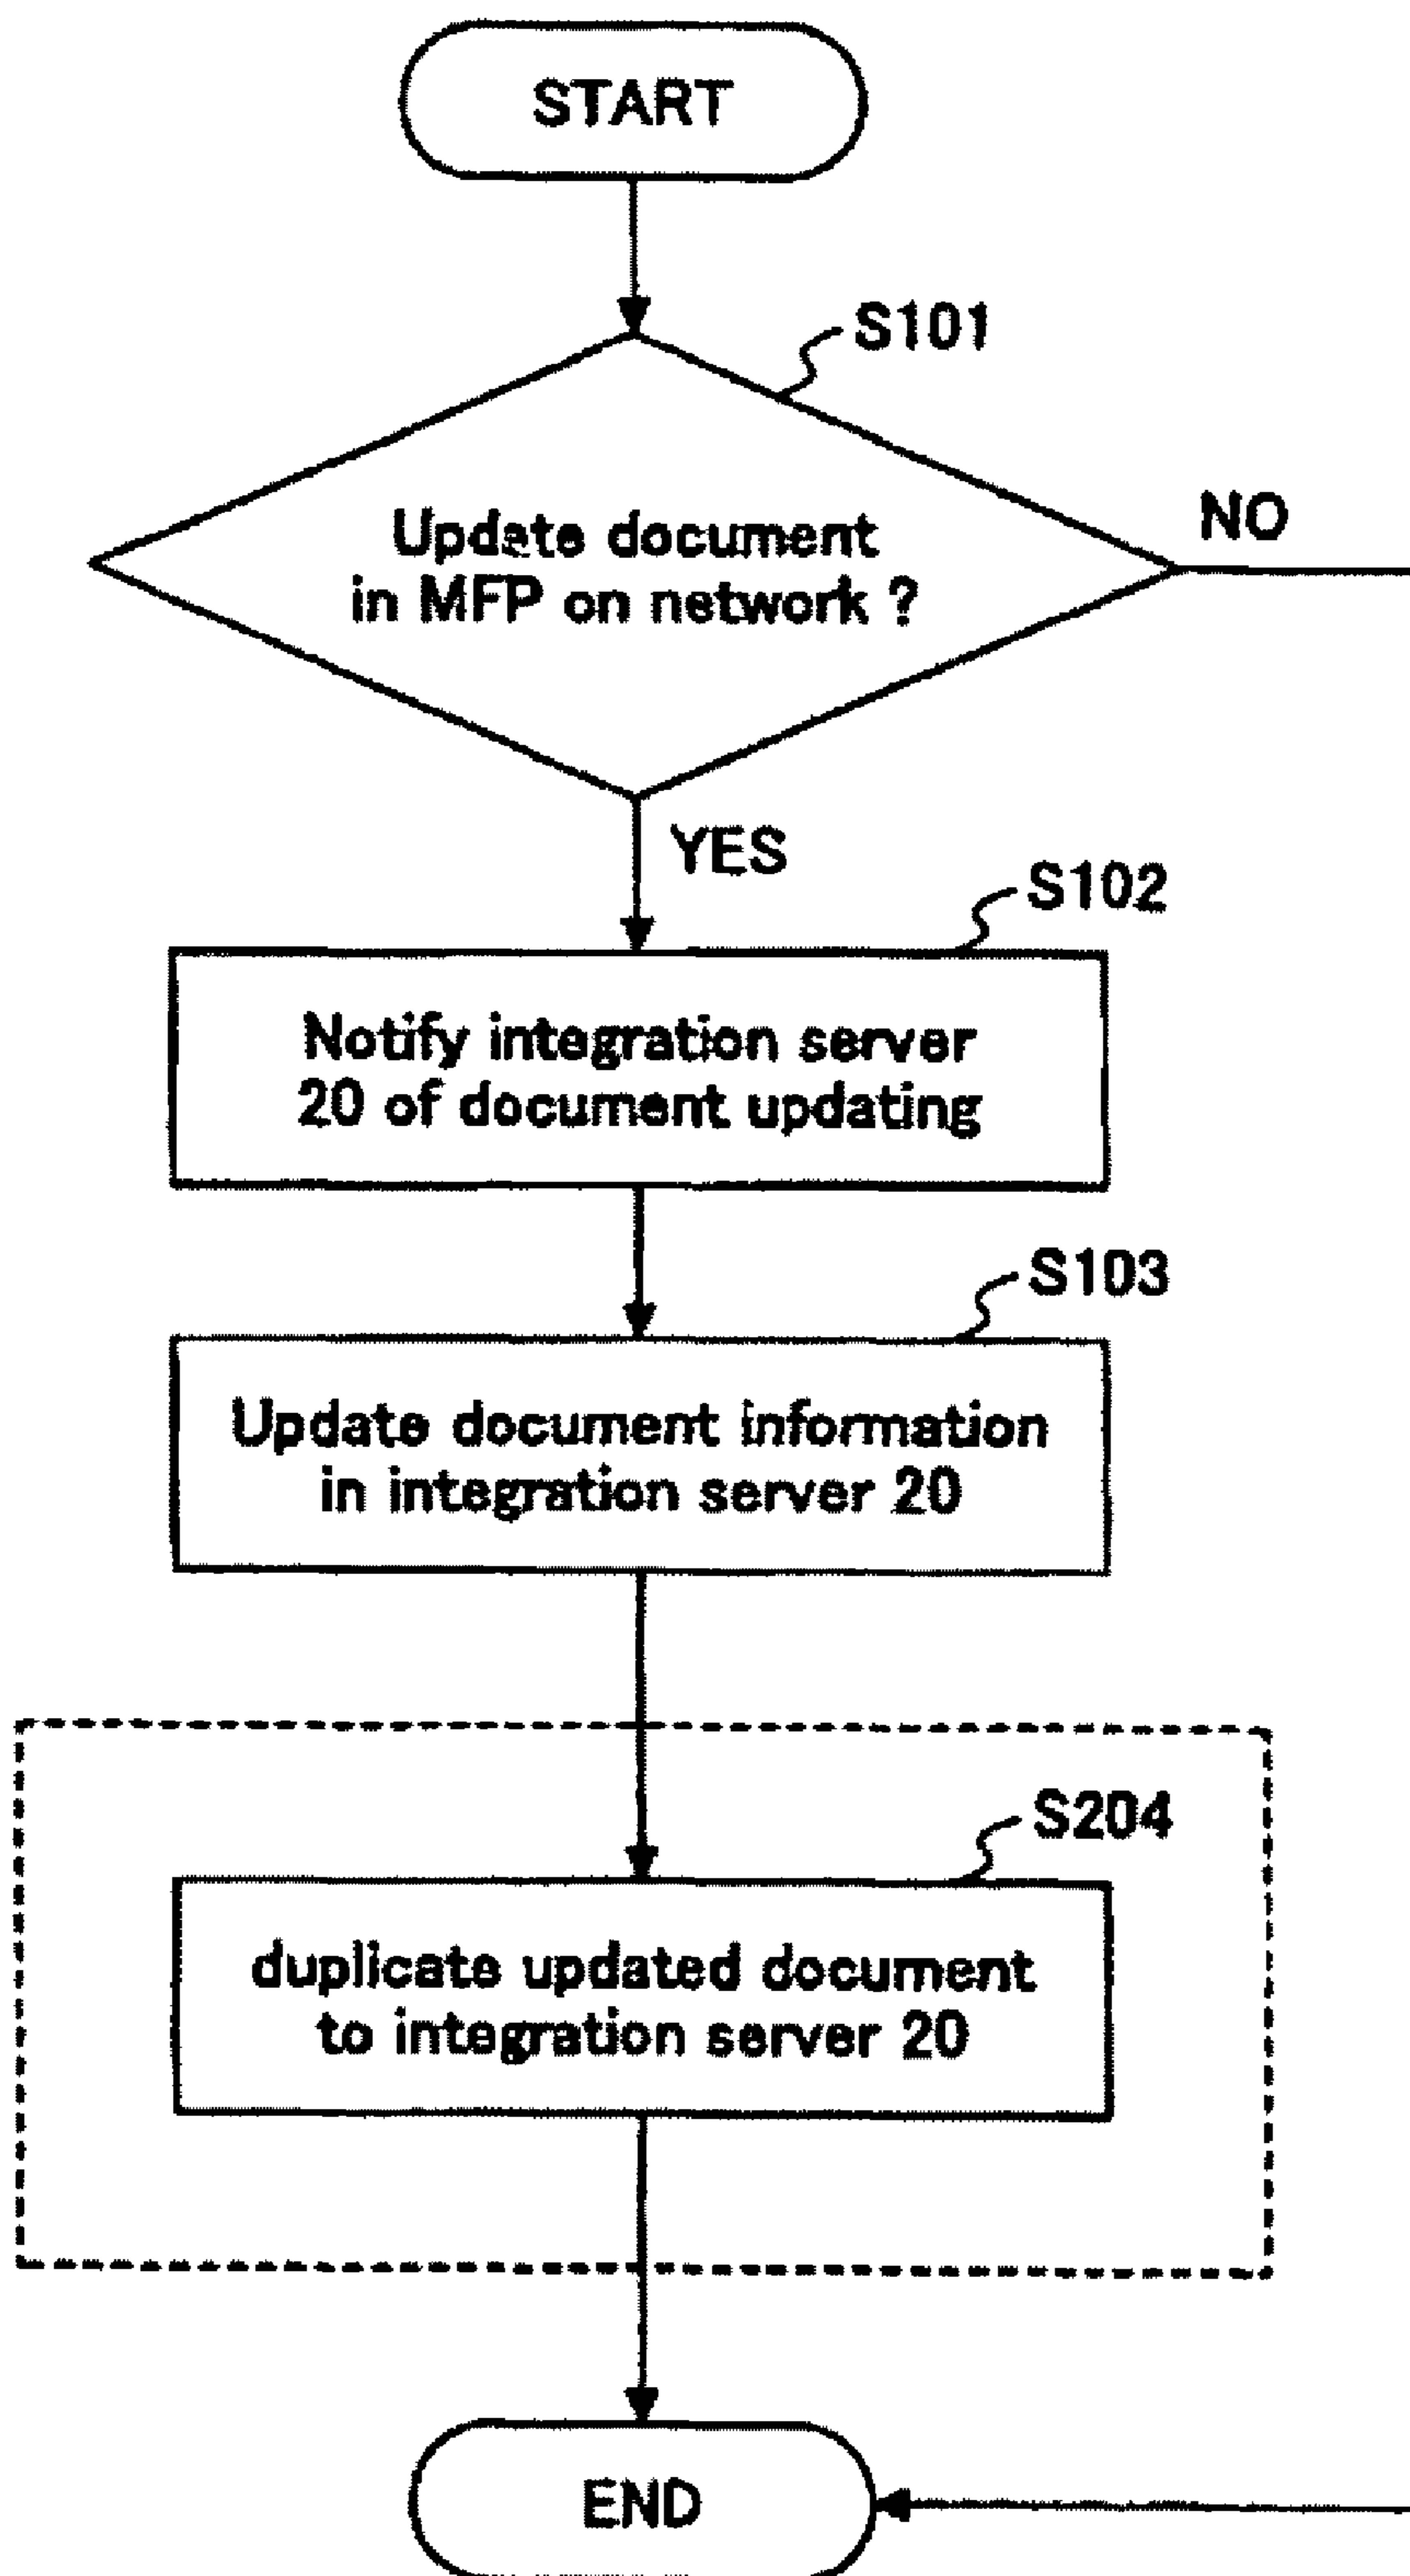 START
S101
Update document
in MFP on network ?
NO
YES
S102
Notify integration server
20 of document updating
S103
Update document information
in integration server 20
S204
duplicate updated document
to integration server 20
END